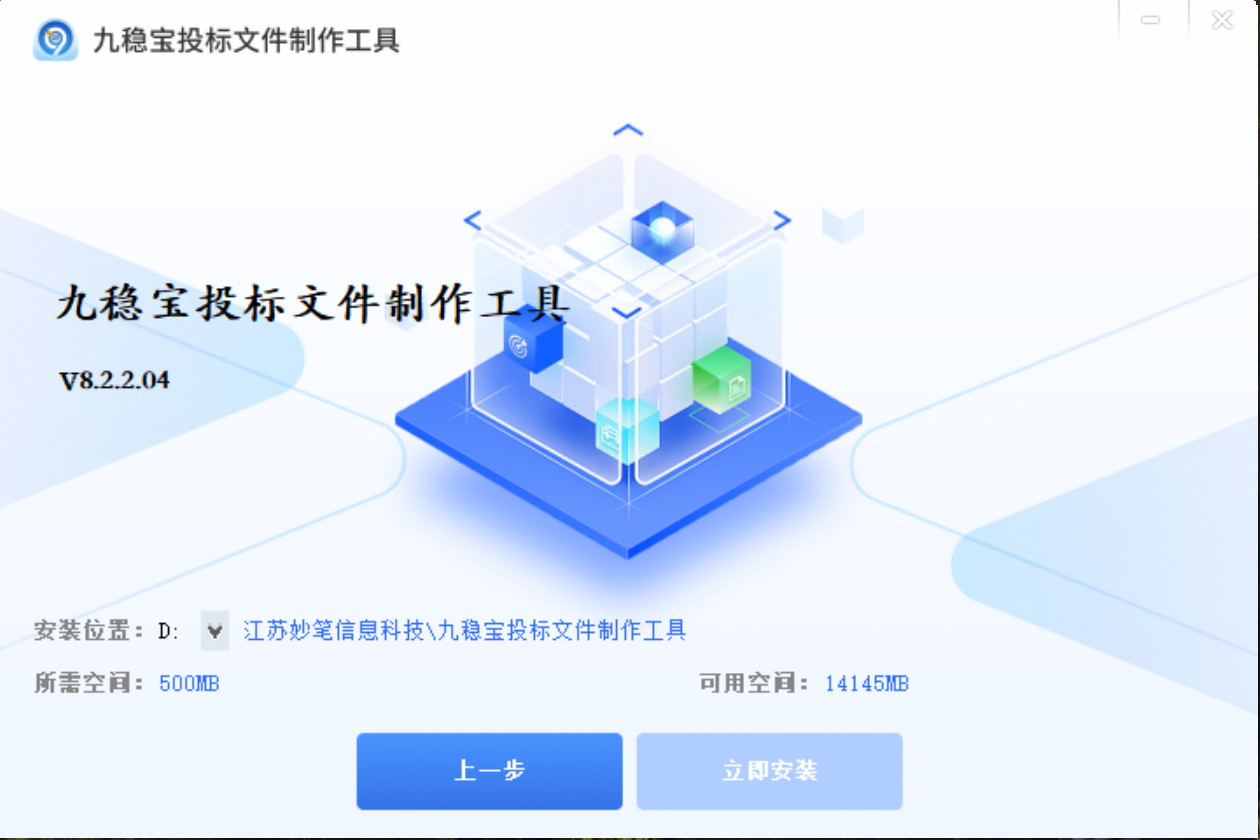 九稳宝投标文件制作工具
九稳宝投标文件制作工具
V8.2.2.04
安装位置： D: 江苏妙笔信息科技\九稳宝投标文件制作工具
所需空间： 500MB 可用空间： 14145MB
上一步 立即安装